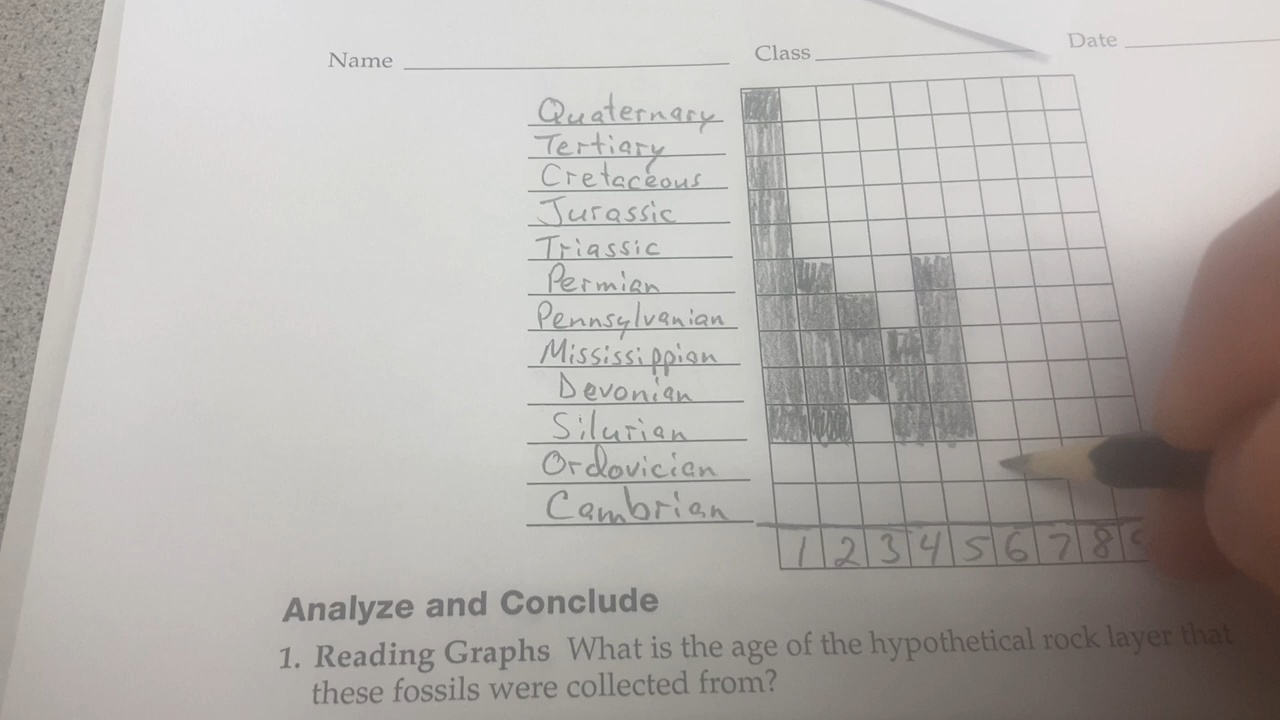 Name Class Date
Quaternary
Tertiary
Cretaceous
Jurassic
Triassic
Permian
Pennsylvanian
Mississippian
Devonian
Silurian
Ordovician
Cambrian
1 2 3 4 5 6 7 8
Analyze and Conclude
1. Reading Graphs What is the age of the hypothetical rock layer that
these fossils were collected from?